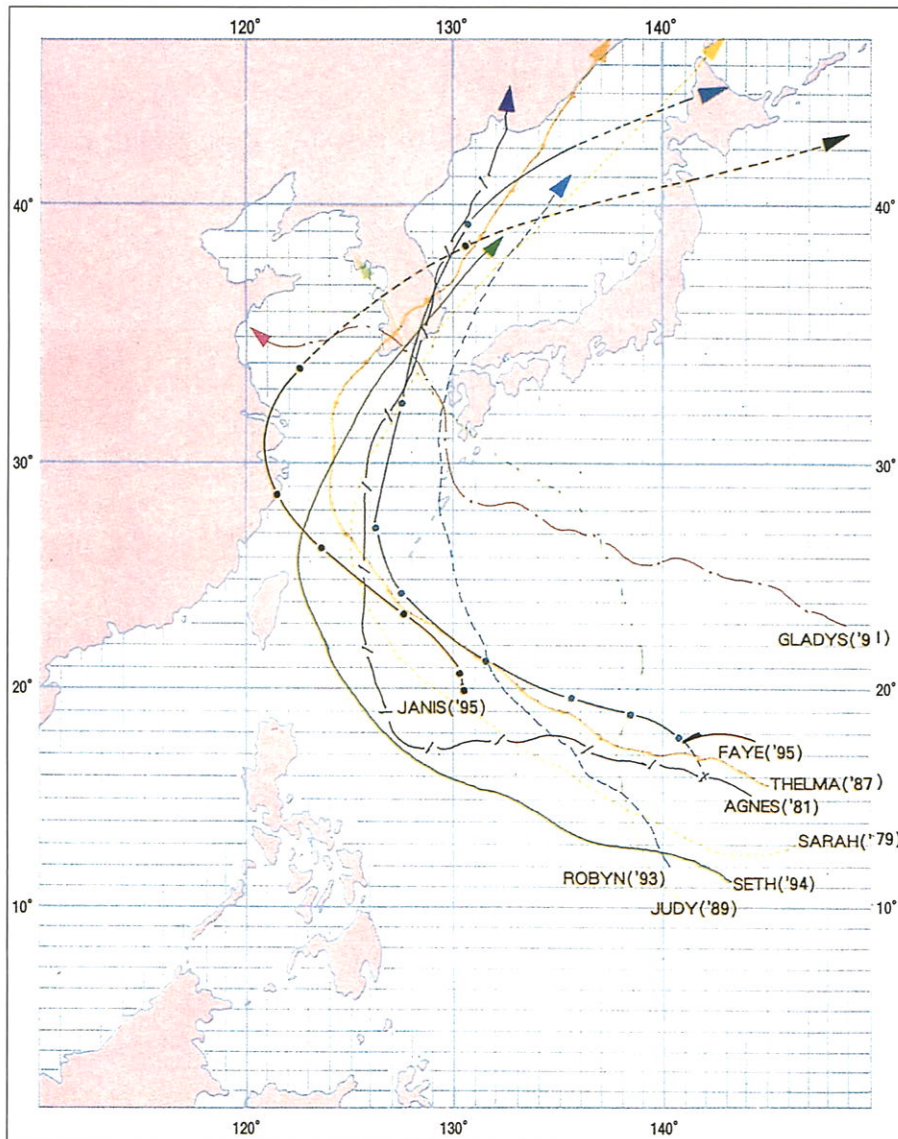 120°
130°
140°
40°
40°
30°
30°
GLADYS('91)
20°
JANIS('95)
20°
FAYE('95)
THELMA('87)
AGNES('81)
SARAH('79)
ROBYN('93)
SETH('94)
JUDY('89)
10°
10°
120°
130°
140°